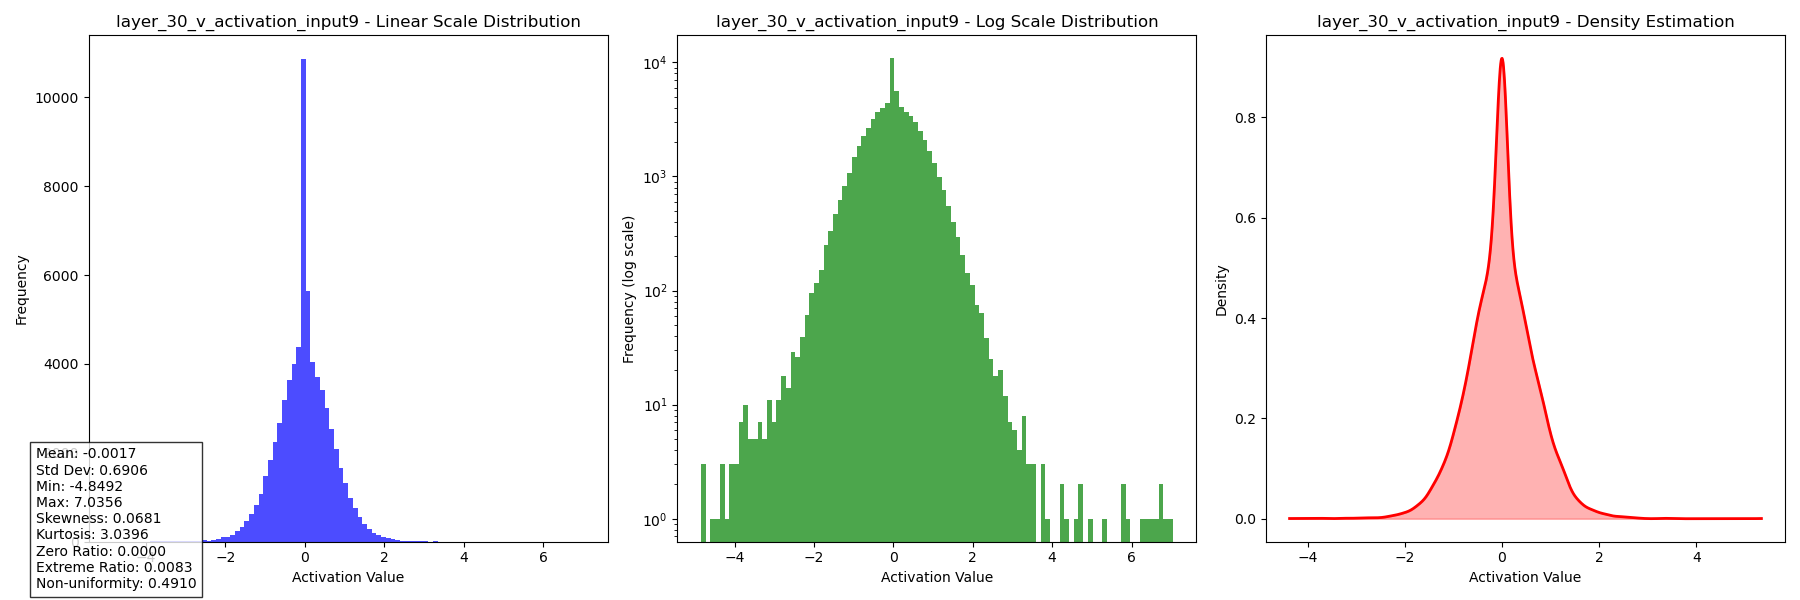 layer_30_v_activation_input9 - Linear Scale Distribution
10000
8000
6000
4000
Frequency
−2
0
2
4
6
Activation Value
Mean: -0.0017
Std Dev: 0.6906
Min: -4.8492
Max: 7.0356
Skewness: 0.0681
Kurtosis: 3.0396
Zero Ratio: 0.0000
Extreme Ratio: 0.0083
Non-uniformity: 0.4910
layer_30_v_activation_input9 - Log Scale Distribution
10⁴
10³
10²
10¹
10⁰
Frequency (log scale)
−4
−2
0
2
4
6
Activation Value
layer_30_v_activation_input9 - Density Estimation
0.8
0.6
0.4
0.2
0.0
Density
−4
−2
0
2
4
Activation Value